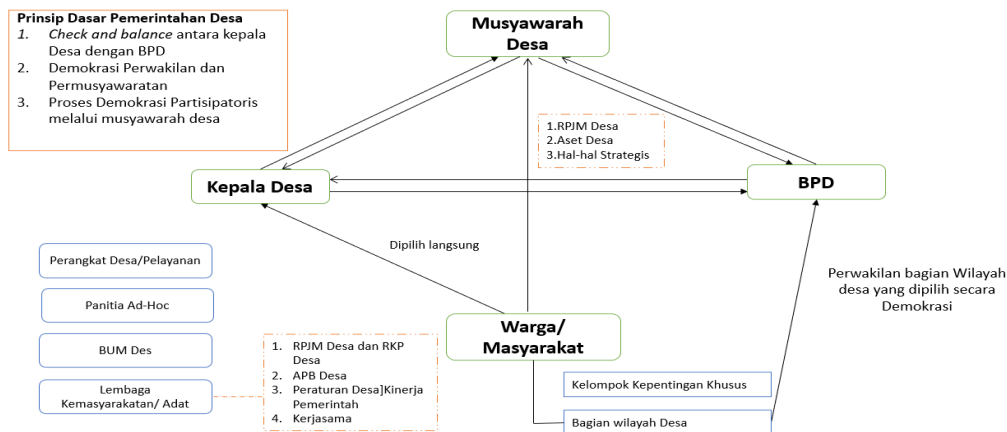 Prinsip Dasar Pemerintahan Desa
1. Check and balance antara kepala
Desa dengan BPD
2. Demokrasi Perwakilan dan
Permusyawaratan
3. Proses Demokrasi Partisipatoris
melalui musyawarah desa
Musyawarah
Desa
1.RPJM Desa
2.Aset Desa
3.Hal-hal Strategis
Kepala Desa
BPD
Dipilih langsung
Perwakilan bagian Wilayah
desa yang dipilih secara
Demokrasi
Perangkat Desa/Pelayanan
Panitia Ad-Hoc
BUM Des
Lembaga
Kemasyarakatan/ Adat
1. RPJM Desa dan RKP
Desa
2. APB Desa
3. Peraturan Desa]Kinerja
Pemerintah
4. Kerjasama
Warga/
Masyarakat
Kelompok Kepentingan Khusus
Bagian wilayah Desa